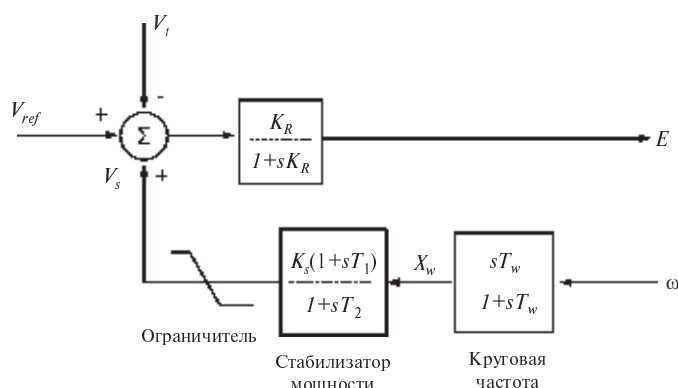 V_t
-
V_ref
+
Σ
K_R
1+sK_R
E
V_s
+
K_s(1+sT_1)
1+sT_2
X_w
sT_w
1+sT_w
ω
Ограничитель
Стабилизатор
мощности
Круговая
частота